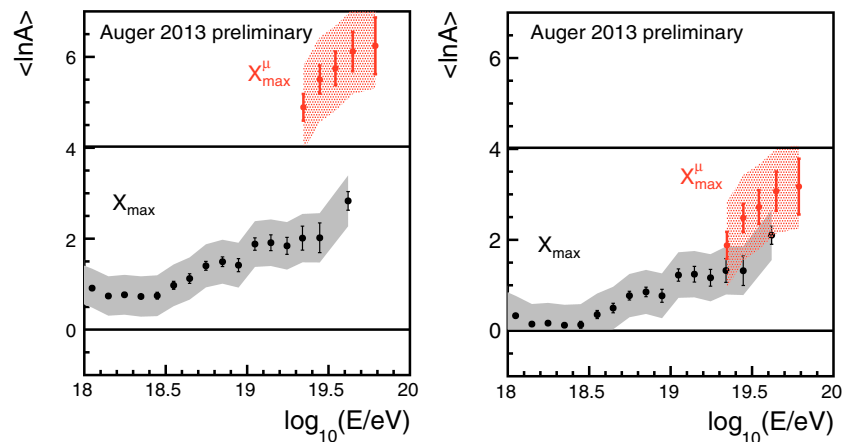 Auger 2013 preliminary
<lnA>
6
4
2
0
X^μ_max
X_max
18 18.5 19 19.5 20
log_10(E/eV)
Auger 2013 preliminary
<lnA>
6
4
2
0
X^μ_max
X_max
18 18.5 19 19.5 20
log_10(E/eV)